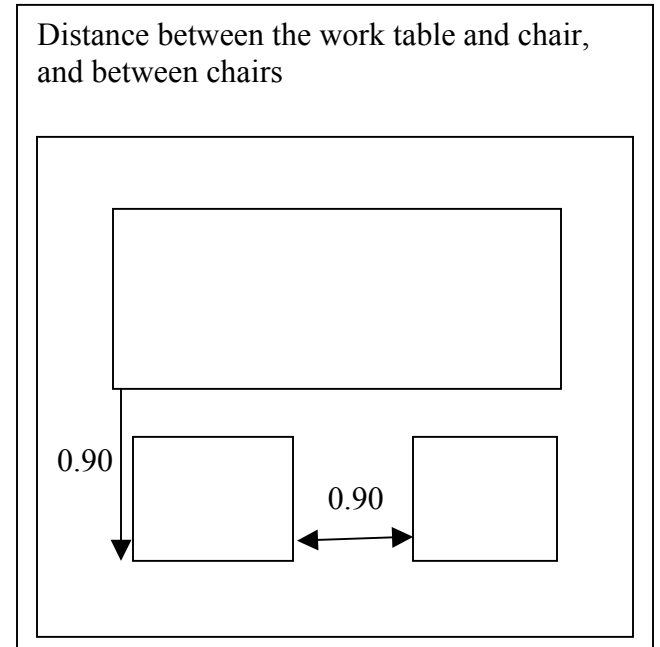 Distance between the work table and chair,
and between chairs
0.90
0.90